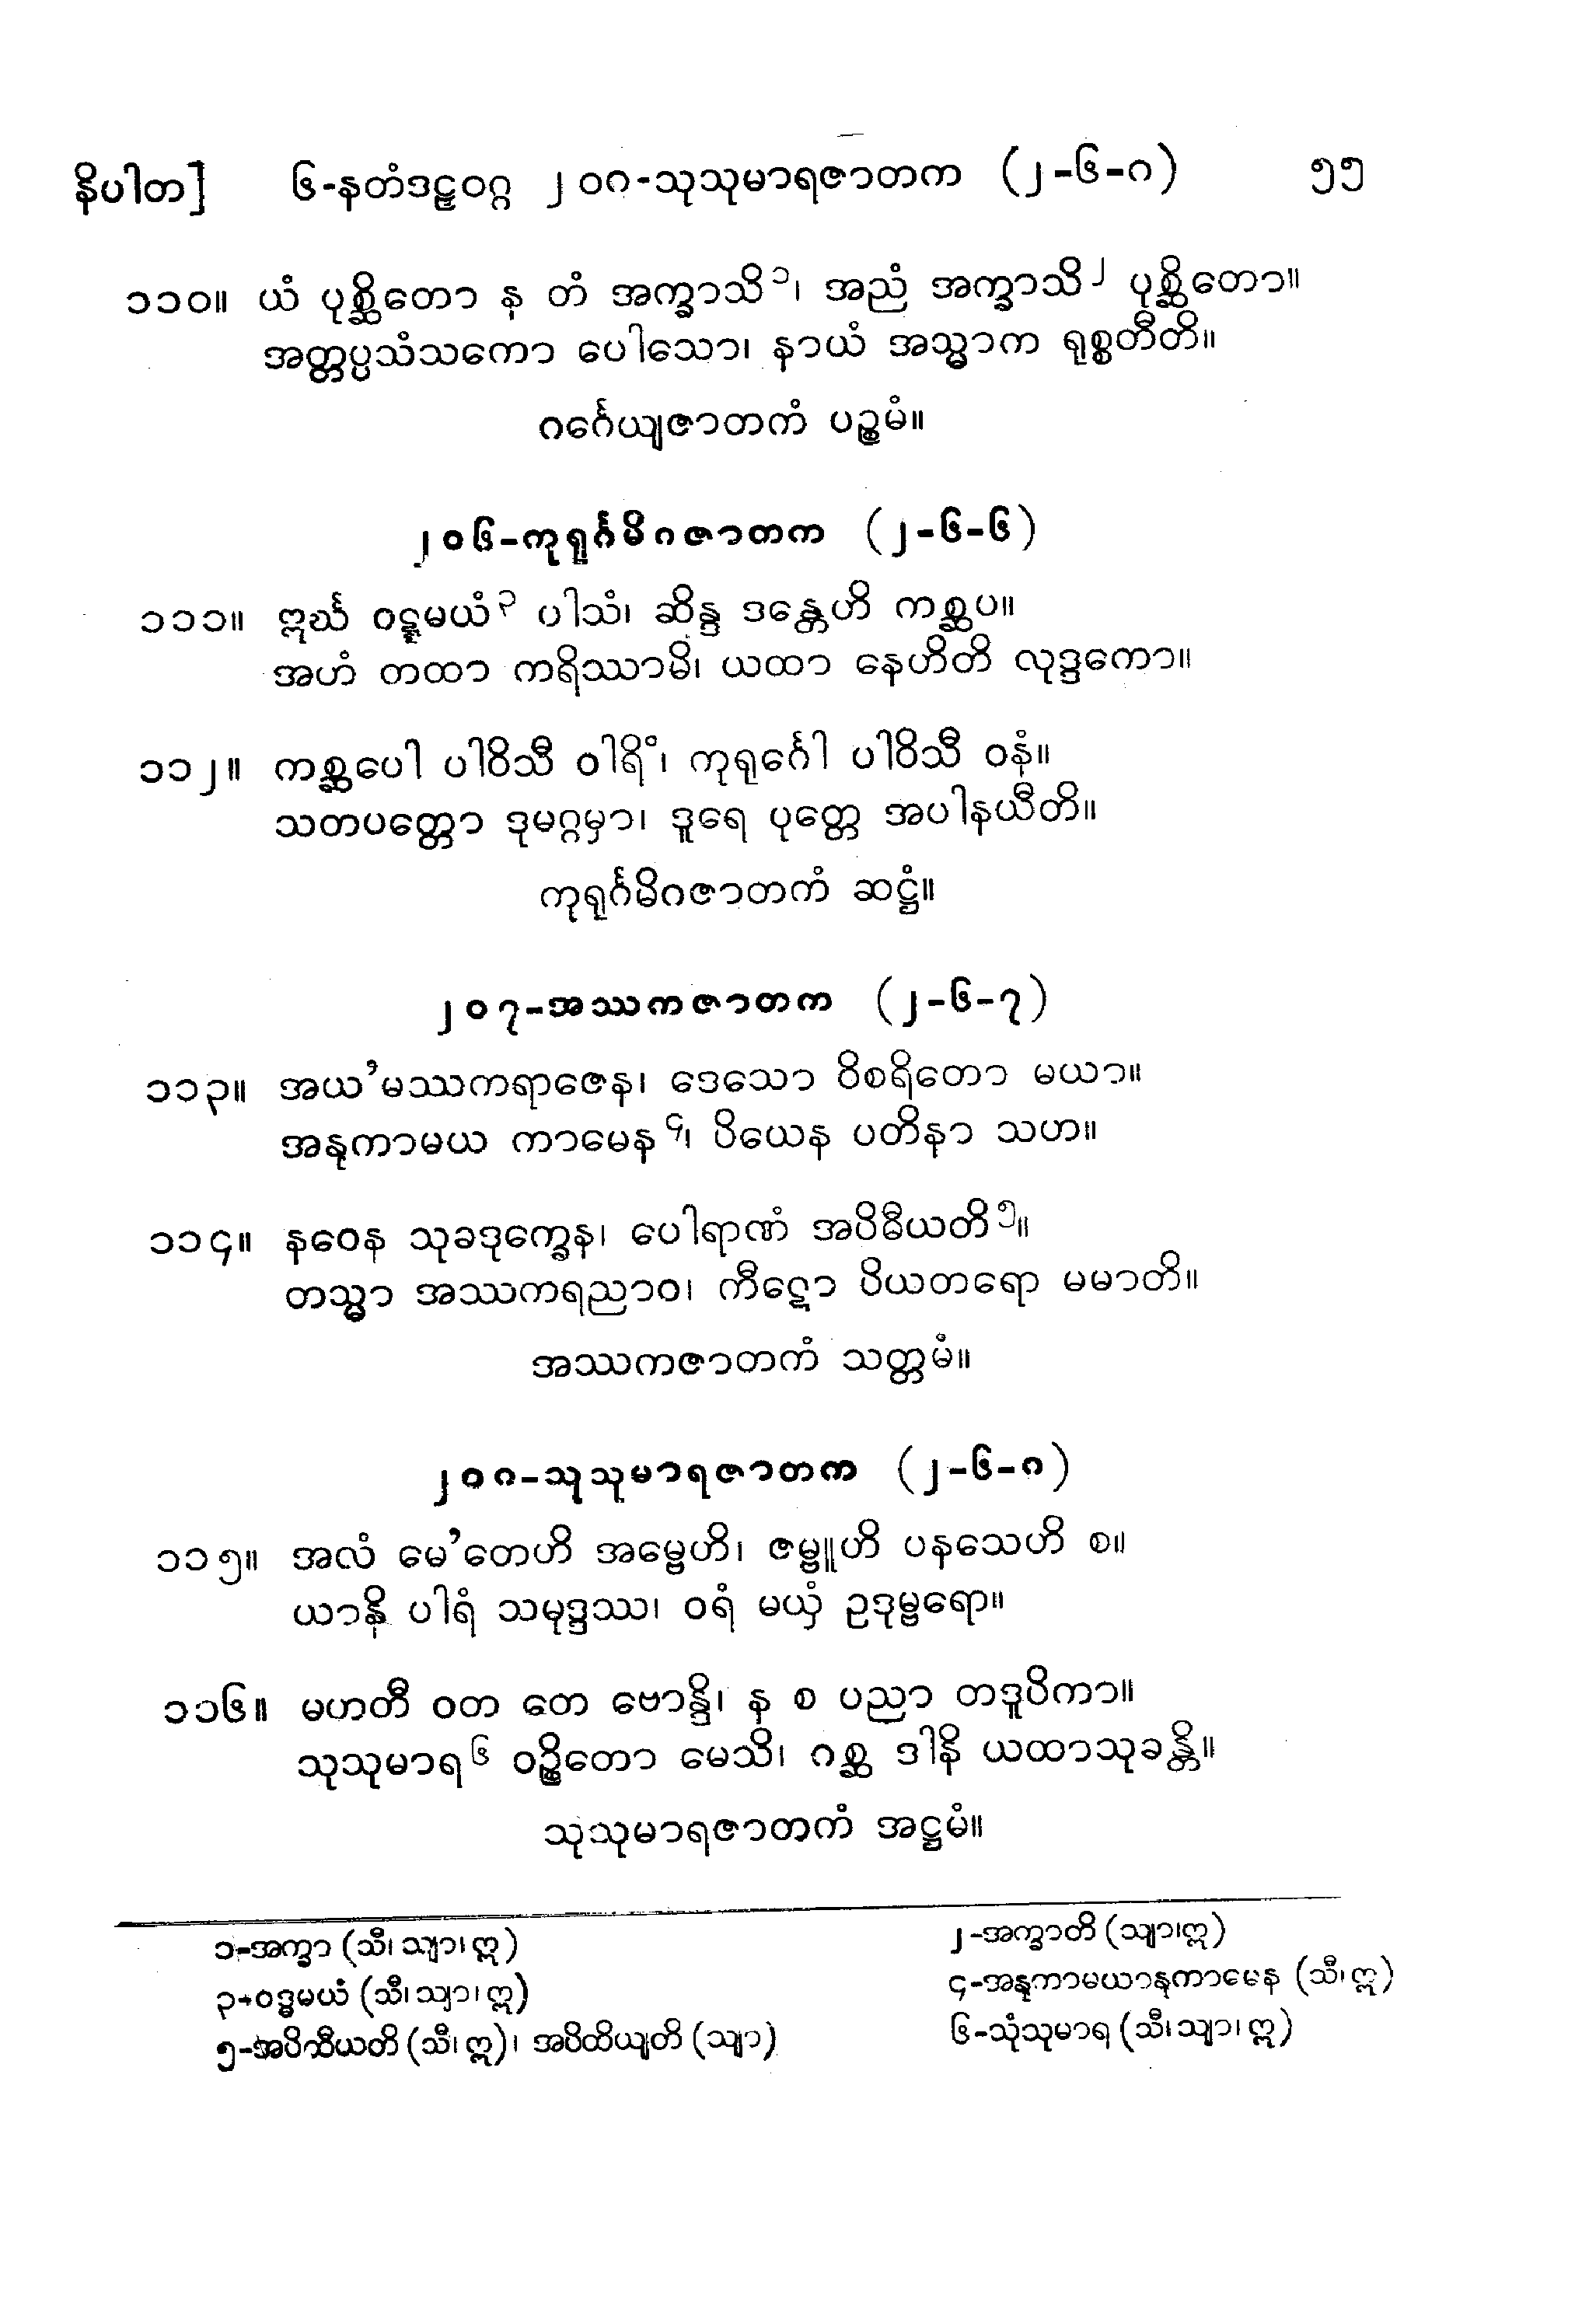 နိပါတ] ၆-နတံဒဠှဝဂ္ဂ ၂၀၈-သုသုမာရဇာတက (၂-၆-၈) ၅၅
၁၁၀။ ယံ ပုစ္ဆိတော န တံ အက္ခာသိ၁၊ အညံ အက္ခာသိ၂ ပုစ္ဆိတော။
အတ္တပ္ပသံသကော ပေါသော၊ နာယံ အသ္မာက ရုစ္စတီတိ။
ဂင်္ဂေယျဇာတကံ ပဉ္စမံ။
၂၀၆-ကုရုင်္ဂမိဂဇာတက (၂-၆-၆)
၁၁၁။ ဣင်္ဃ ဝဋ္ဋမယံ၃ ပါသံ၊ ဆိန္ဒ ဒန္တေဟိ ကစ္ဆပ။
အဟံ တထာ ကရိဿာမိ၊ ယထာ နေဟိတိ လုဒ္ဒကော။
၁၁၂။ ကစ္ဆပေါ ပါဝိသီ ဝါရိံ၊ ကုရုင်္ဂေါ ပါဝိသီ ဝနံ။
သတပတ္တော ဒုမဂ္ဂမှာ၊ ဒူရေ ပုတ္တေ အပါနယီတိ။
ကုရုင်္ဂမိဂဇာတကံ ဆဋ္ဌံ။
၂၀၇-အဿကဇာတက (၂-၆-၇)
၁၁၃။ အယ’မဿကရာဇေန၊ ဒေသော ဝိစရိတော မယာ။
အနုကာမယ ကာမေန၄၊ ပိယေန ပတိနာ သဟ။
၁၁၄။ နဝေန သုခဒုက္ခေန၊ ပေါရာဏံ အပိဓီယတိ၅။
တသ္မာ အဿကရညာဝ၊ ကီဋော ပိယတရော မမာတိ။
အဿကဇာတကံ သတ္တမံ။
၂၀၈-သုသုမာရဇာတက (၂-၆-၈)
၁၁၅။ အလံ မေ’တေဟိ အမ္ဗေဟိ၊ ဇမ္ဗူဟိ ပနသေဟိ စ။
ယာနိ ပါရံ သမုဒ္ဒဿ၊ ဝရံ မယှံ ဥဒုမ္ဗရော။
၁၁၆။ မဟတီ ဝတ တေ ဗောန္ဒိ၊ န စ ပညာ တဒူပိကာ။
သုသုမာရ၆ ဝဉ္စိတော မေသိ၊ ဂစ္ဆ ဒါနိ ယထာသုခန္တိ။
သုသုမာရဇာတကံ အဋ္ဌမံ။
၁-အက္ခာ (သီ၊ သျာ၊ ဣ) ၂-အက္ခာတိ (သျာ၊ဣ)
၃-ဝဒ္ဓမယံ (သီ၊ သျာ၊ ဣ) ၄-အနုကာမယာနုကာမေန (သီ၊ ဣ)
၅-အပိထီယတိ (သီ၊ ဣ)၊ အပိထိယျတိ (သျာ) ၆-သုံသုမာရ (သီ၊ သျာ၊ ဣ)